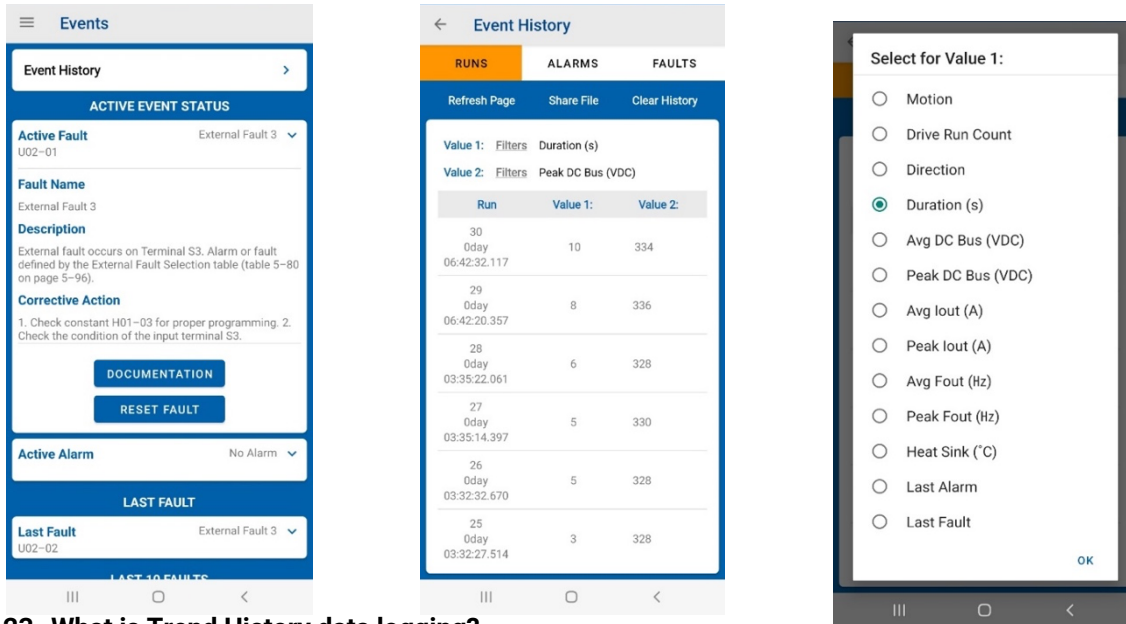 Events
Event History
ACTIVE EVENT STATUS
Active Fault External Fault 3
U02-01
Fault Name
External Fault 3
Description
External fault occurs on Terminal S3. Alarm or fault
defined by the External Fault Selection table (table 5-80
on page 5-96).
Corrective Action
1. Check constant H01-03 for proper programming. 2.
Check the condition of the input terminal S3.
DOCUMENTATION
RESET FAULT
Active Alarm No Alarm
LAST FAULT
Last Fault External Fault 3
U02-02
LAST 10 FAULTS
Event History
RUNS ALARMS FAULTS
Refresh Page Share File Clear History
Value 1: Filters Duration (s)
Value 2: Filters Peak DC Bus (VDC)
Run Value 1: Value 2:
30
0day 10 334
06:42:32.117
29
0day 8 336
06:42:20.357
28
0day 6 328
03:35:22.061
27
0day 5 330
03:35:14.397
26
0day 5 328
03:32:32.670
25
0day 3 328
03:32:27.514
Select for Value 1:
Motion
Drive Run Count
Direction
Duration (s)
Avg DC Bus (VDC)
Peak DC Bus (VDC)
Avg Iout (A)
Peak Iout (A)
Avg Fout (Hz)
Peak Fout (Hz)
Heat Sink (°C)
Last Alarm
Last Fault
OK
What is Trend History data logging?